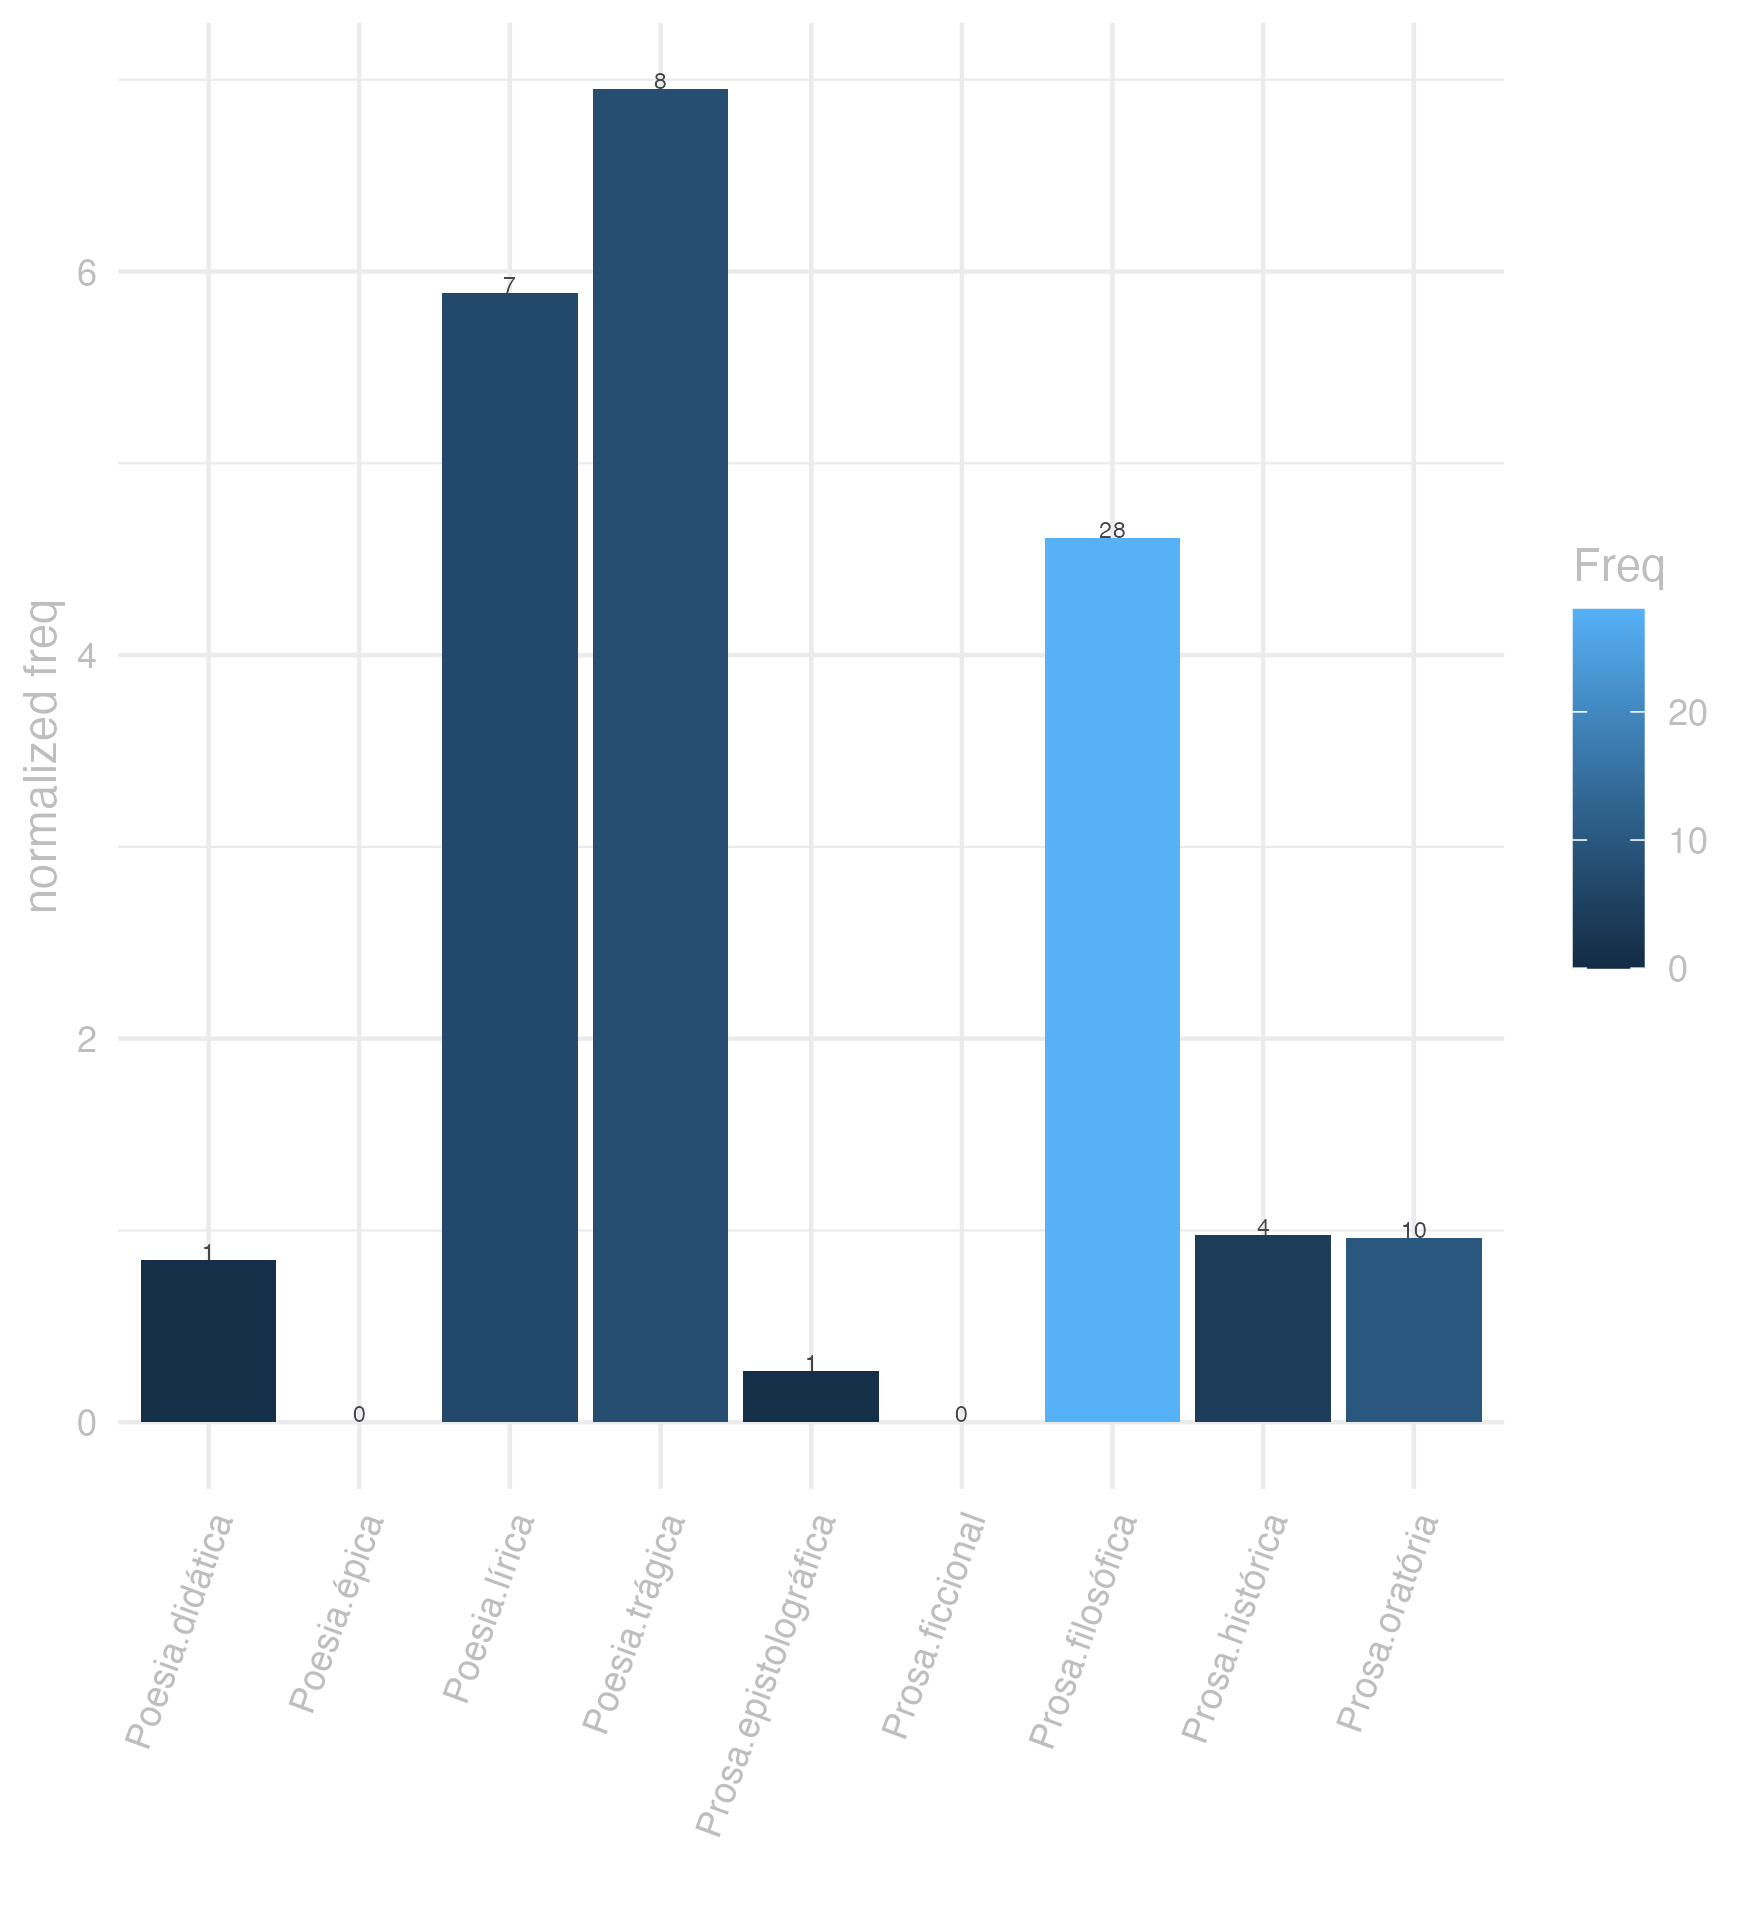 normalized freq
6
4
2
0
1
0
7
8
1
0
28
4
10
Poesia.didática
Poesia.épica
Poesia.lírica
Poesia.trágica
Prosa.epistolográfica
Prosa.ficcional
Prosa.filosófica
Prosa.histórica
Prosa.oratória
Freq
20
10
0